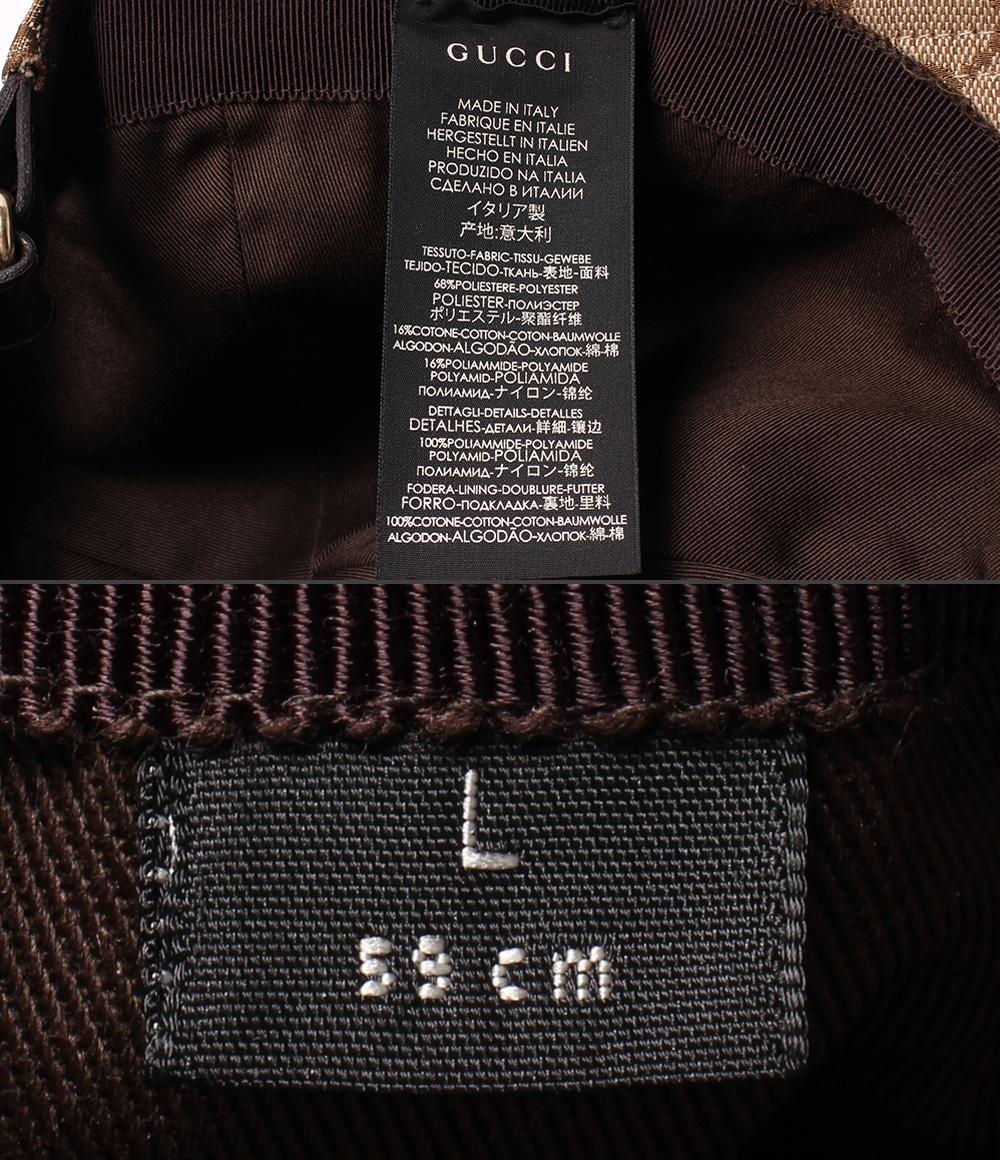 GUCCI
MADE IN ITALY
FABRIQUE EN ITALIE
HERGESTELLT IN ITALIEN
HECHO EN ITALIA
PRODUZIDO NA ITALIA
СДЕЛАНО В ИТАЛИИ
イタリア製
产地:意大利
TESSUTO-FABRIC-TISSU-GEWEBE
TEJIDO-TECIDO-ТКАНЬ-表地-面料
68%POLIESTERE-POLYESTER
POLIESTER-ПОЛИЭСТЕР
ポリエステル-聚酯纤维
16%COTONE-COTTON-COTON-BAUMWOLLE
ALGODON-ALGODÃO-ХЛОПОК-綿-棉
16%POLIAMMIDE-POLYAMIDE
POLYAMID-POLIAMIDA
ПОЛИАМИД-ナイロン-锦纶
DETTAGLI-DETAILS-DETALLES
DETALHES-ДЕТАЛИ-詳細-镶边
100%POLIAMMIDE-POLYAMIDE
POLYAMID-POLIAMIDA
ПОЛИАМИД-ナイロン-锦纶
FODERA-LINING-DOUBLURE-FUTTER
FORRO-ПОДКЛАДКА-裏地-里料
100%COTONE-COTTON-COTON-BAUMWOLLE
ALGODON-ALGODÃO-ХЛОПОК-綿-棉
L
59 cm